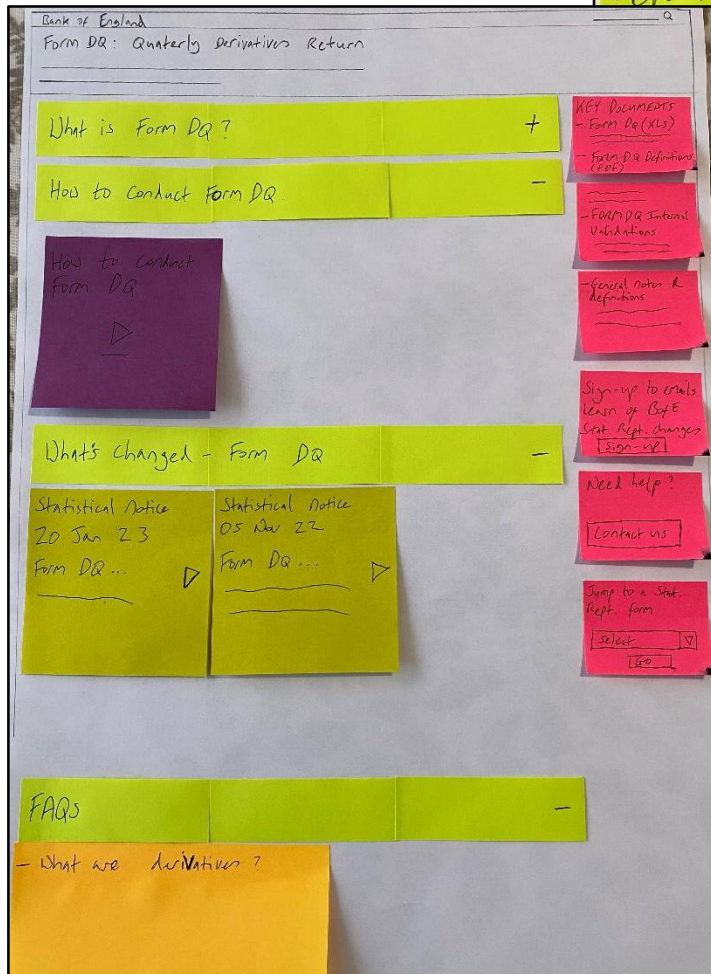 Bank of England
Form DQ: Quaterly Derivatives Return
What is Form DQ? +
How to Conduct Form DQ. -
How to conduct
Form DQ
What's Changed - Form DQ -
Statistical Notice
20 Jan 23
Form DQ...
Statistical Notice
05 Nov 22
Form DQ...
FAQs -
- What are derivatives?
KEY DOCUMENTS
- Form DQ (XLS)
- Form DQ Definitions
(PDF)
- FORM DQ Internal
Validations
- General notes &
definitions
Sign-up to emails
Learn of BofE
Stat Rept. changes
Sign-up
Need help?
Contact us
Jump to a Stat.
Rept. form
Select
GO